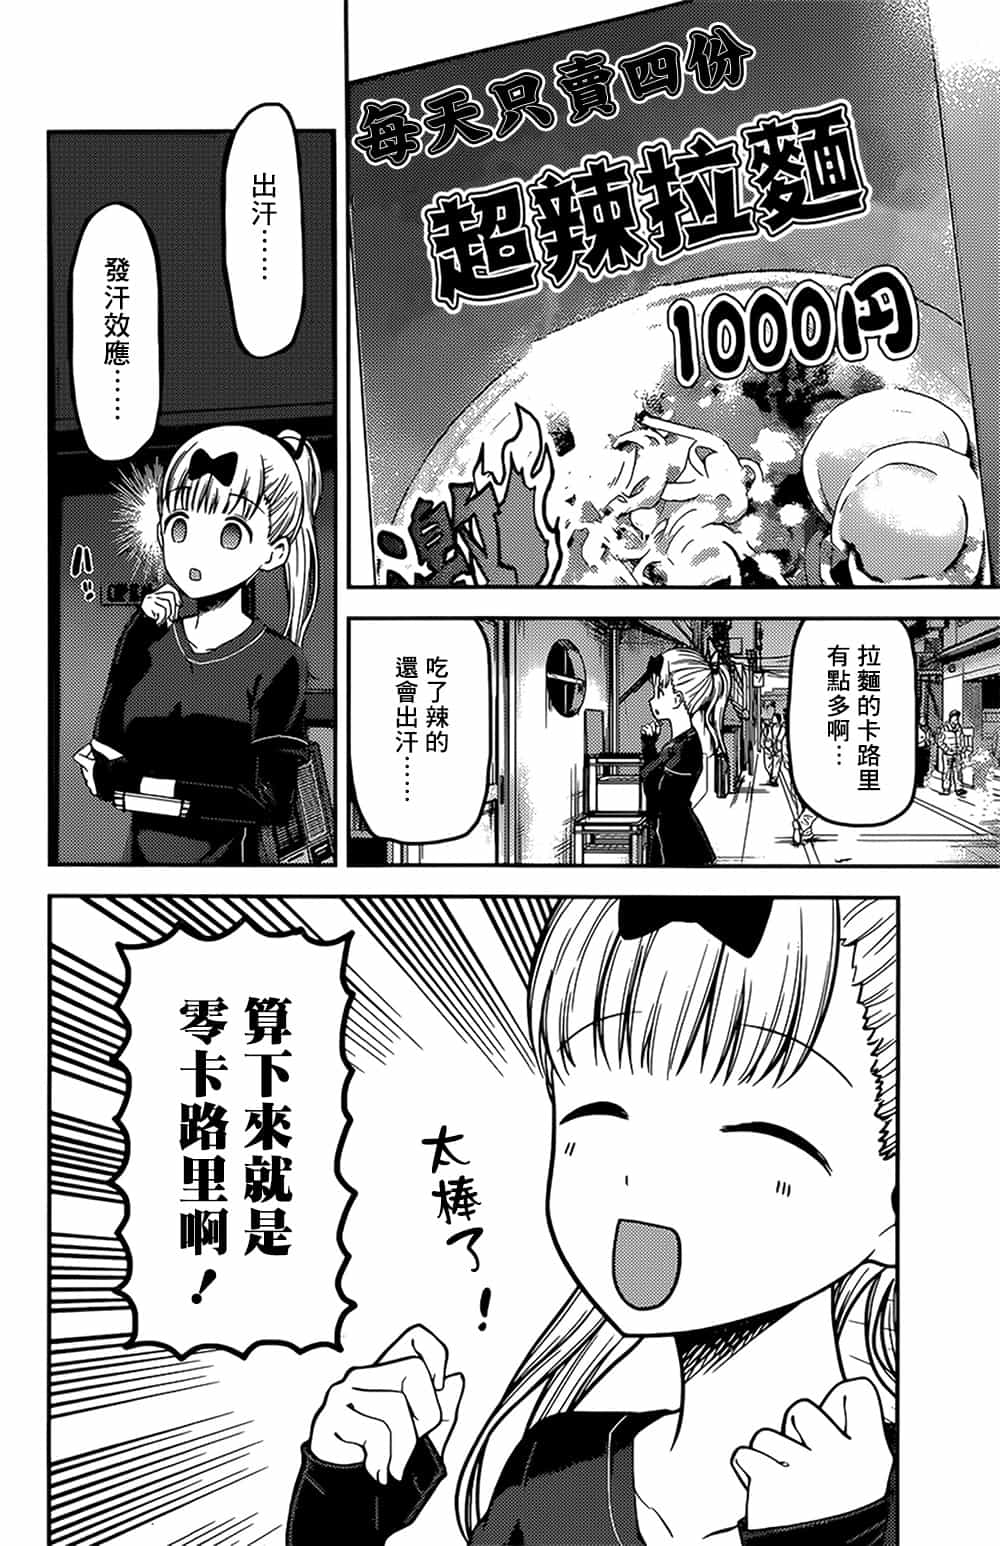 每天只賣四份
超辣拉麵
1000円
拉麵的卡路里
有點多啊…
吃了辣的
還會出汗……
出汗……
發汗效應……
ハッ
OPEN
算下來就是
零卡路里啊！
太棒了！